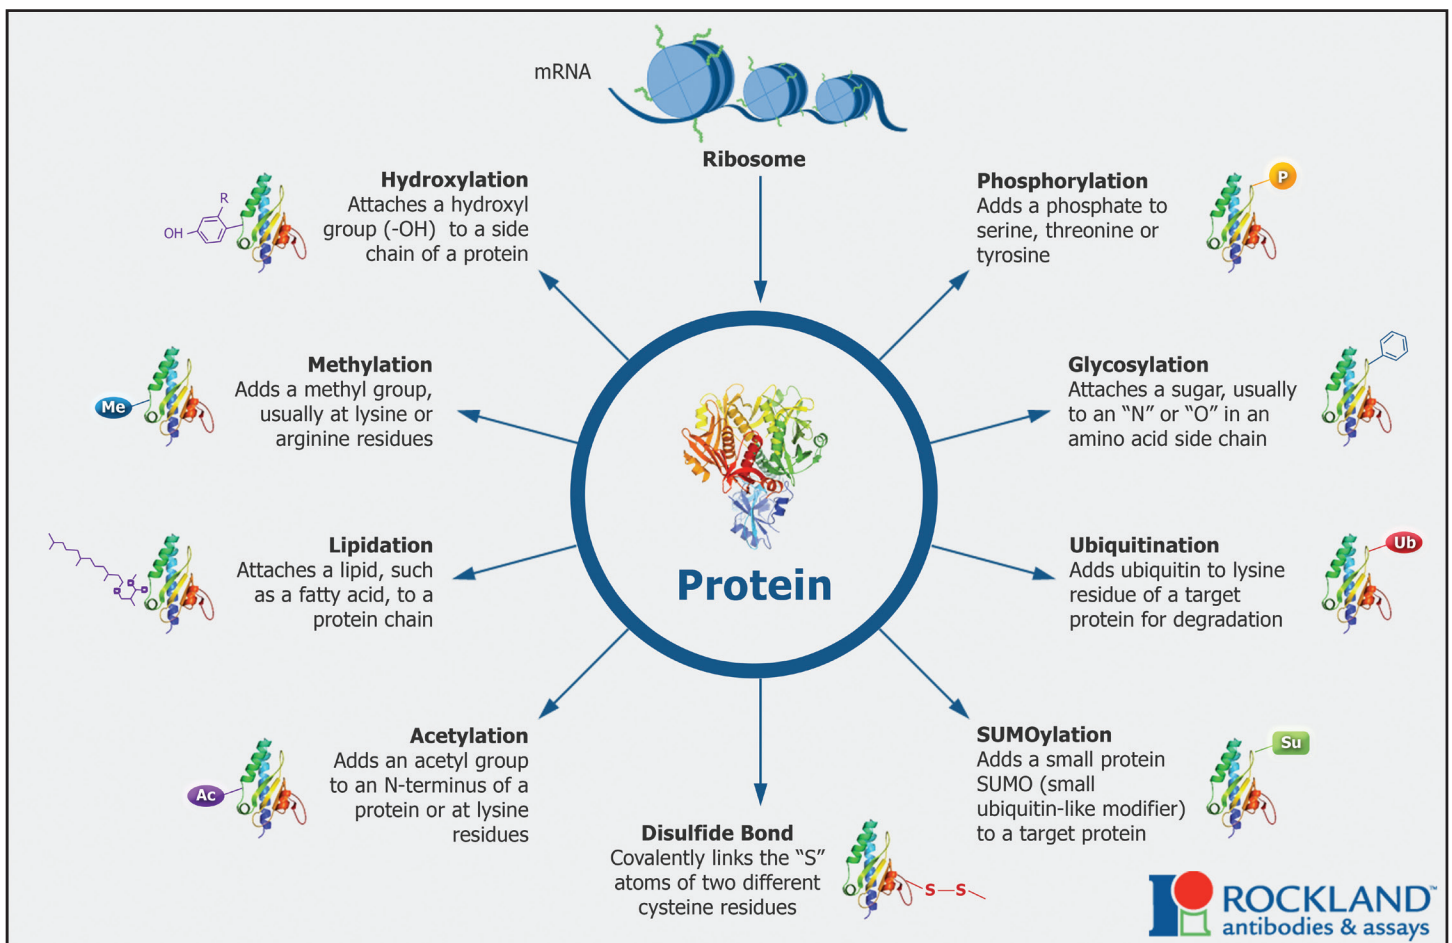 mRNA
Ribosome
Hydroxylation
Attaches a hydroxyl
group (-OH) to a side
chain of a protein
R
OH
Phosphorylation
Adds a phosphate to
serine, threonine or
tyrosine
P
Methylation
Adds a methyl group,
usually at lysine or
arginine residues
Me
Glycosylation
Attaches a sugar, usually
to an “N” or “O” in an
amino acid side chain
Protein
Lipidation
Attaches a lipid, such
as a fatty acid, to a
protein chain
Ubiquitination
Adds ubiquitin to lysine
residue of a target
protein for degradation
Ub
Acetylation
Adds an acetyl group
to an N-terminus of a
protein or at lysine
residues
Ac
Disulfide Bond
Covalently links the “S”
atoms of two different
cysteine residues
S—S
SUMOylation
Adds a small protein
SUMO (small
ubiquitin-like modifier)
to a target protein
Su
ROCKLAND™
antibodies & assays